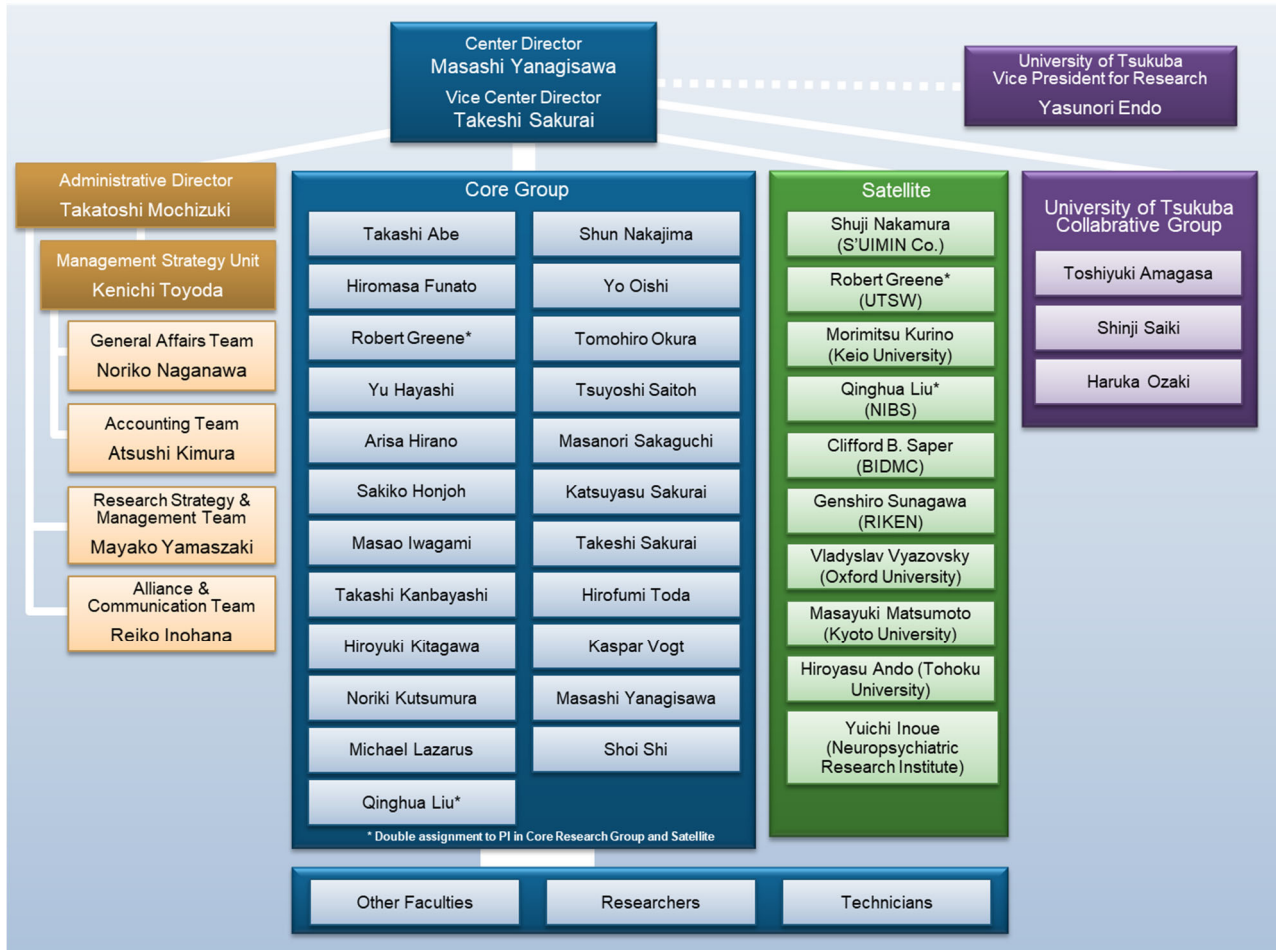 Center Director
Masashi Yanagisawa
Vice Center Director
Takeshi Sakurai
University of Tsukuba
Vice President for Research
Yasunori Endo
Administrative Director
Takatoshi Mochizuki
Management Strategy Unit
Kenichi Toyoda
General Affairs Team
Noriko Naganawa
Accounting Team
Atsushi Kimura
Research Strategy &
Management Team
Mayako Yamaszaki
Alliance &
Communication Team
Reiko Inohana
Core Group
Takashi Abe
Hiromasa Funato
Robert Greene*
Yu Hayashi
Arisa Hirano
Sakiko Honjoh
Masao Iwagami
Takashi Kanbayashi
Hiroyuki Kitagawa
Noriki Kutsumura
Michael Lazarus
Qinghua Liu*
Shun Nakajima
Yo Oishi
Tomohiro Okura
Tsuyoshi Saitoh
Masanori Sakaguchi
Katsuyasu Sakurai
Takeshi Sakurai
Hirofumi Toda
Kaspar Vogt
Masashi Yanagisawa
Shoi Shi
* Double assignment to PI in Core Research Group and Satellite
Satellite
Shuji Nakamura
(S'UIMIN Co.)
Robert Greene*
(UTSW)
Morimitsu Kurino
(Keio University)
Qinghua Liu*
(NIBS)
Clifford B. Saper
(BIDMC)
Genshiro Sunagawa
(RIKEN)
Vladyslav Vyazovsky
(Oxford University)
Masayuki Matsumoto
(Kyoto University)
Hiroyasu Ando (Tohoku
University)
Yuichi Inoue
(Neuropsychiatric
Research Institute)
University of Tsukuba
Collabrative Group
Toshiyuki Amagasa
Shinji Saiki
Haruka Ozaki
Other Faculties
Researchers
Technicians